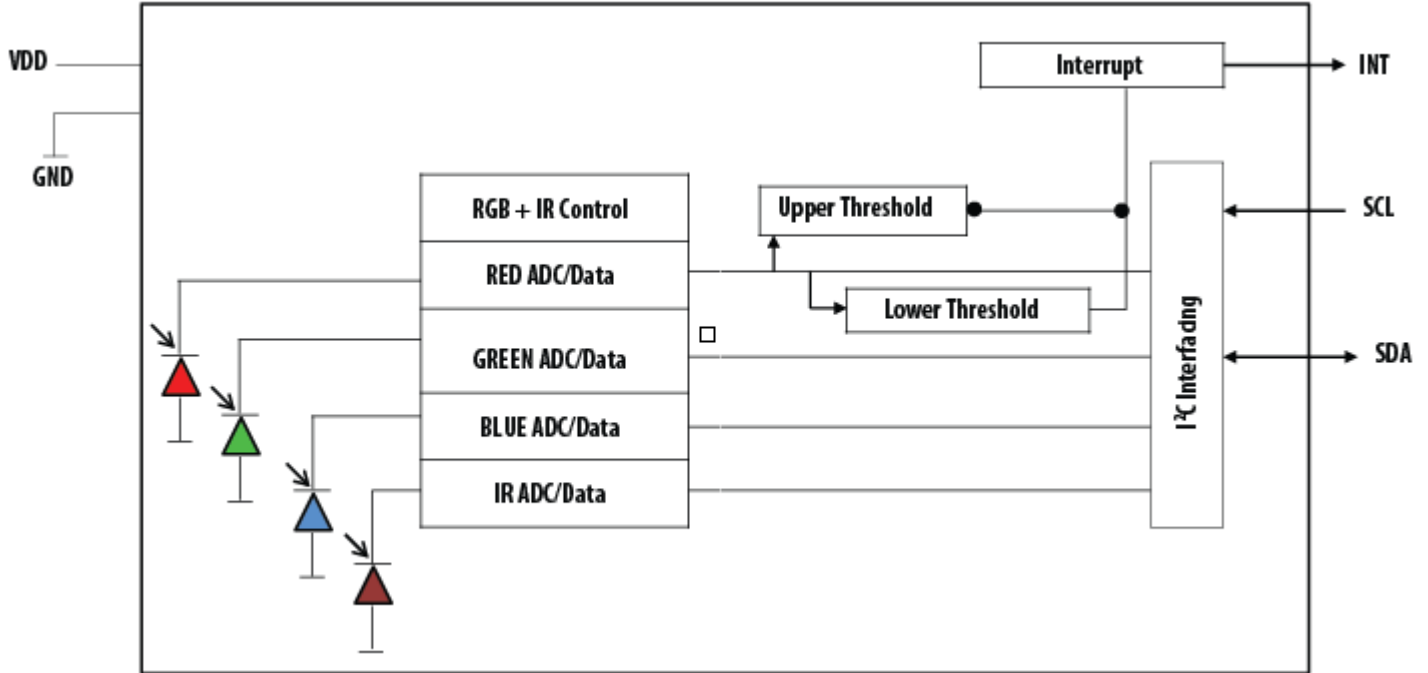 VDD
GND
Interrupt
INT
RGB + IR Control
Upper Threshold
SCL
RED ADC/Data
Lower Threshold
GREEN ADC/Data
SDA
BLUE ADC/Data
IR ADC/Data
I²C Interfadng